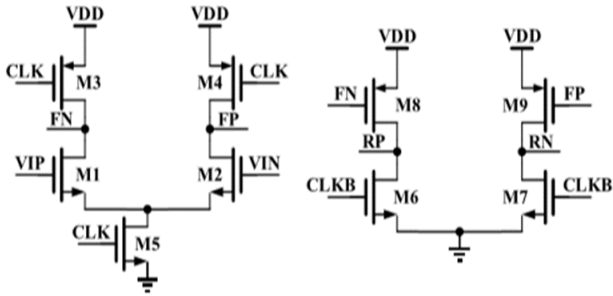 VDD VDD
CLK M3 M4 CLK
FN FP
VIP M1 M2 VIN
CLK M5
VDD VDD
FN M8 M9 FP
RP RN
CLKB M6 M7 CLKB